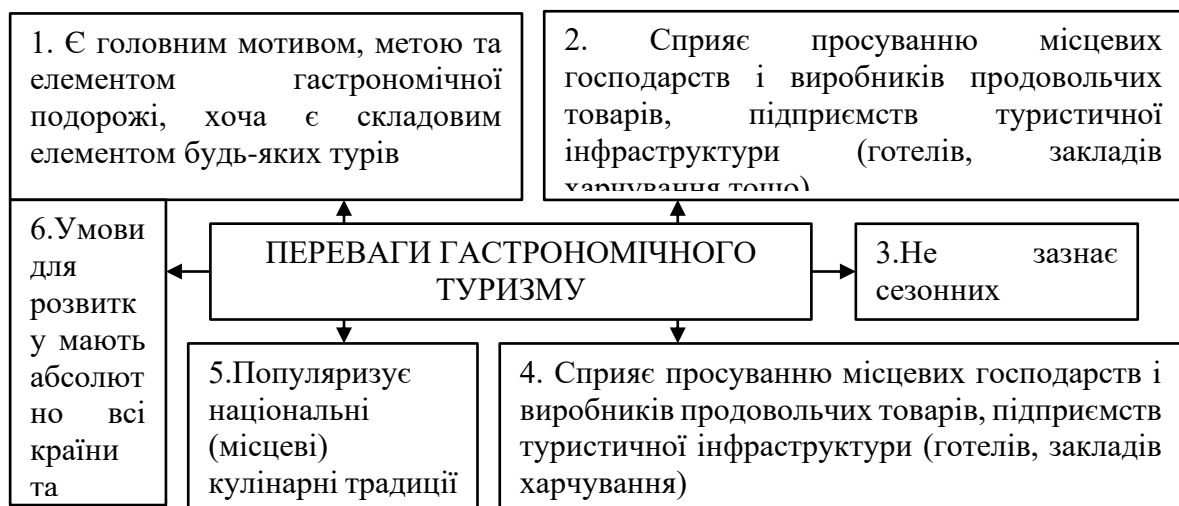 1. Є головним мотивом, метою та
елементом гастрономічної
подорожі, хоча є складовим
елементом будь-яких турів
2. Сприяє просуванню місцевих
господарств і виробників продовольчих
товарів, підприємств туристичної
інфраструктури (готелів, закладів
харчування тощо)
ПЕРЕВАГИ ГАСТРОНОМІЧНОГО
ТУРИЗМУ
3.Не зазнає
сезонних
4. Сприяє просуванню місцевих господарств і
виробників продовольчих товарів, підприємств
туристичної інфраструктури (готелів, закладів
харчування)
5.Популяризує
національні
(місцеві)
кулінарні традиції
6.Умови
для
розвитк
у мають
абсолют
но всі
країни
та